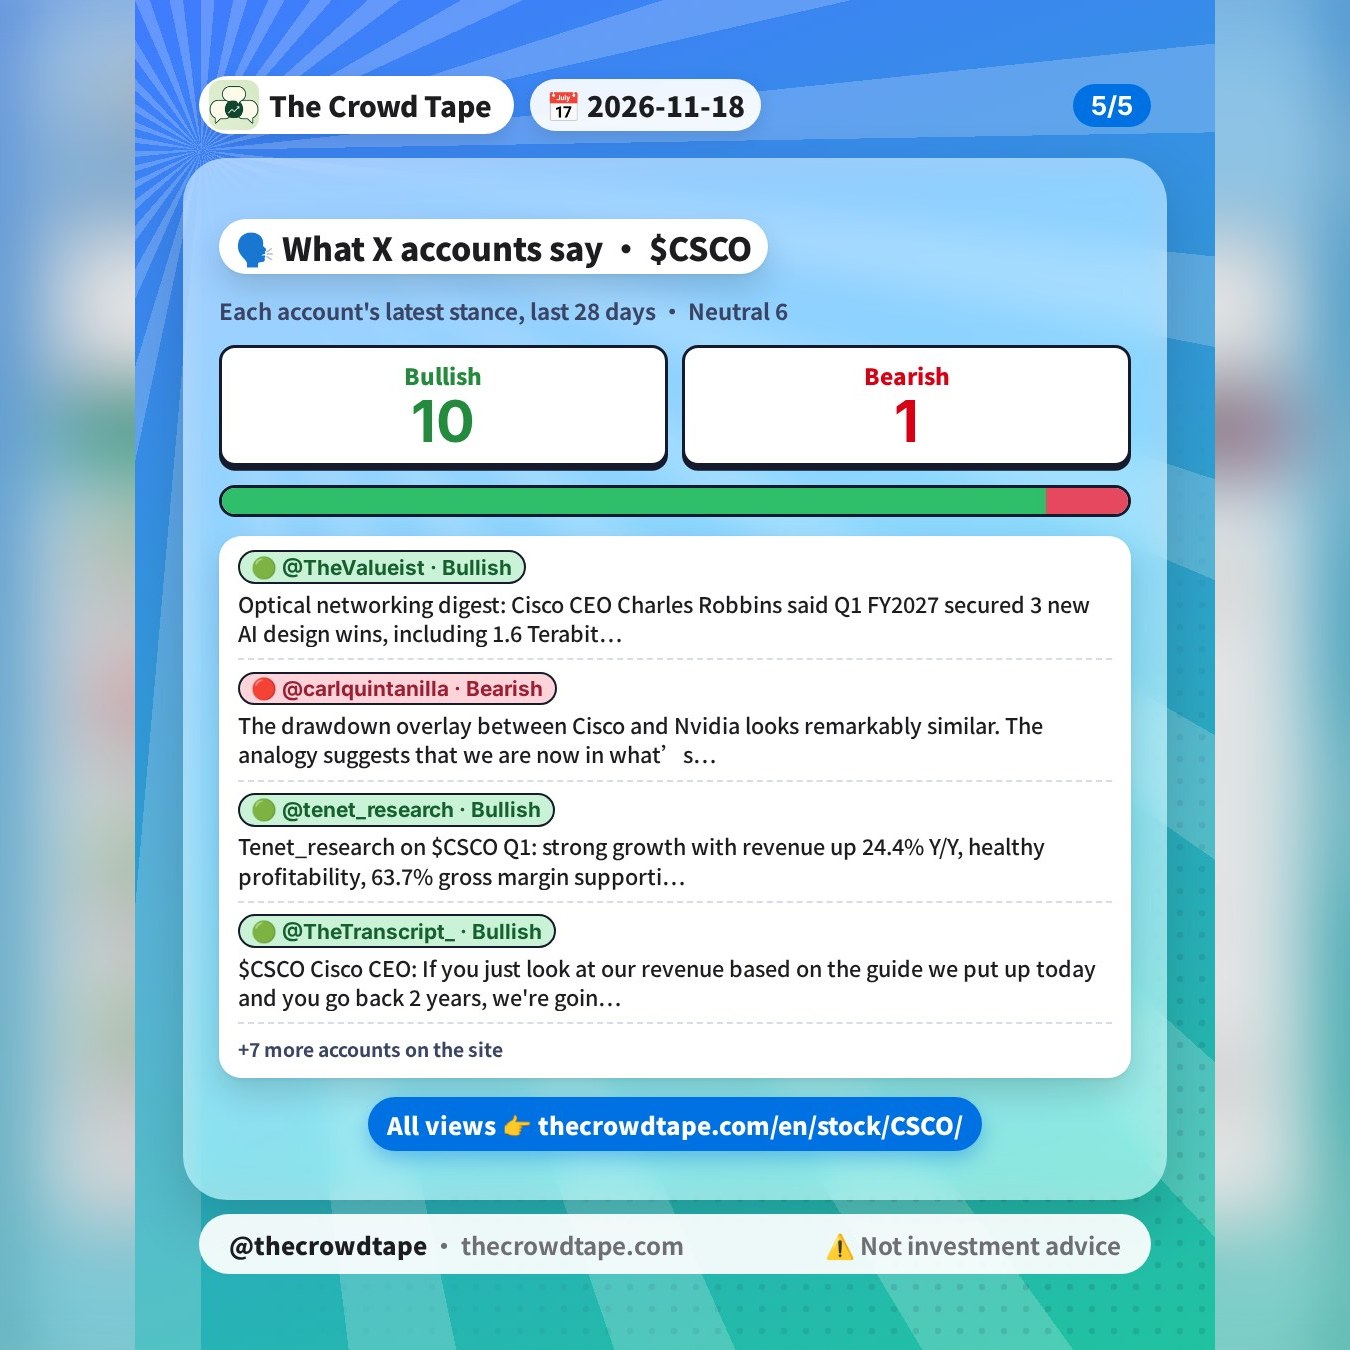 The Crowd Tape
📅 2026-11-18
5/5
🗣️ What X accounts say • $CSCO
Each account's latest stance, last 28 days • Neutral 6
Bullish
10
Bearish
1
🟢 @TheValueist · Bullish
Optical networking digest: Cisco CEO Charles Robbins said Q1 FY2027 secured 3 new
AI design wins, including 1.6 Terabit…
🔴 @carlquintanilla · Bearish
The drawdown overlay between Cisco and Nvidia looks remarkably similar. The
analogy suggests that we are now in what’s…
🟢 @tenet_research · Bullish
Tenet_research on $CSCO Q1: strong growth with revenue up 24.4% Y/Y, healthy
profitability, 63.7% gross margin supporti…
🟢 @TheTranscript_ · Bullish
$CSCO Cisco CEO: If you just look at our revenue based on the guide we put up today
and you go back 2 years, we're goin…
+7 more accounts on the site
All views 👉 thecrowdtape.com/en/stock/CSCO/
@thecrowdtape • thecrowdtape.com
⚠️ Not investment advice